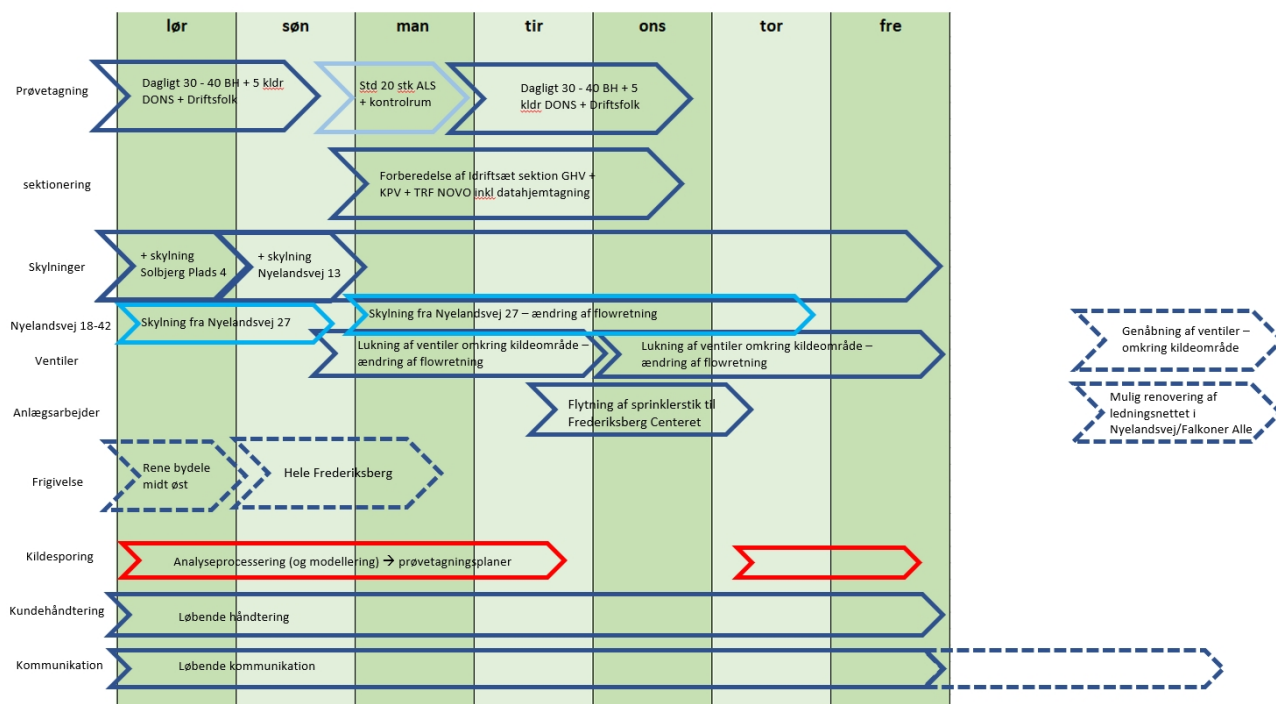 lør søn man tir ons tor fre
Prøvetagning
Dagligt 30 - 40 BH + 5 kldr
DONS + Driftsfolk
Std 20 stk ALS
+ kontrolrum
Dagligt 30 - 40 BH + 5
kldr DONS + Driftsfolk
sektionering
Forberedelse af Idriftsæt sektion GHV +
KPV + TRF NOVO inkl datahjemtagning
Skylninger
+ skylning
Solbjerg Plads 4
+ skylning
Nyelandsvej 13
Nyelandsvej 18-42
Skylning fra Nyelandsvej 27
Skylning fra Nyelandsvej 27 – ændring af flowretning
Ventiler
Lukning af ventiler omkring kildeområde –
ændring af flowretning
Lukning af ventiler omkring kildeområde –
ændring af flowretning
Genåbning af ventiler –
omkring kildeområde
Anlægsarbejder
Flytning af sprinklerstik til
Frederiksberg Centeret
Mulig renovering af
ledningsnettet i
Nyelandsvej/Falkoner Alle
Frigivelse
Rene bydele
midt øst
Hele Frederiksberg
Kildesporing
Analyseprocessering (og modellering) → prøvetagningsplaner
Kundehåndtering
Løbende håndtering
Kommunikation
Løbende kommunikation